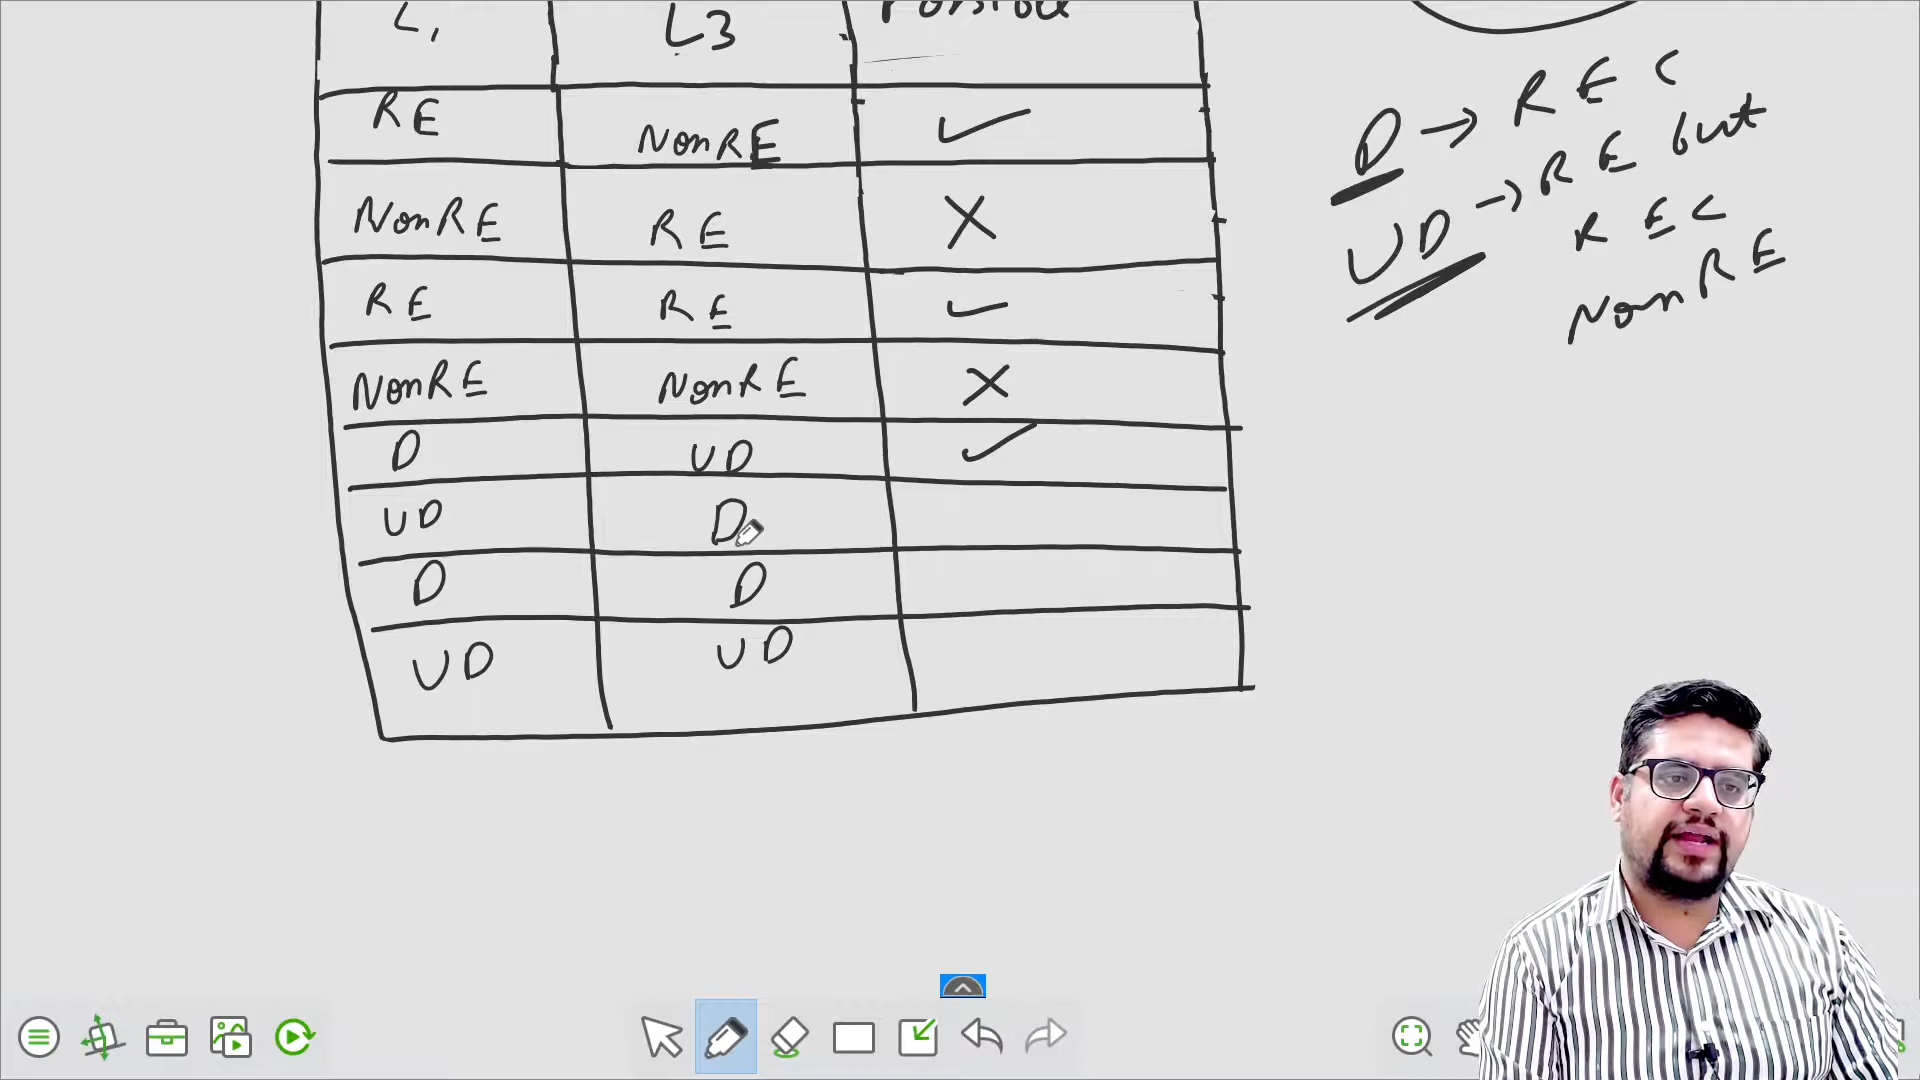 L1 L3 Possible
RE NonRE ✓
NonRE RE X
RE RE ✓
NonRE NonRE X
D UD ✓
UD D
D D
UD UD
D → REC
UD → RE but
REC
NonRE